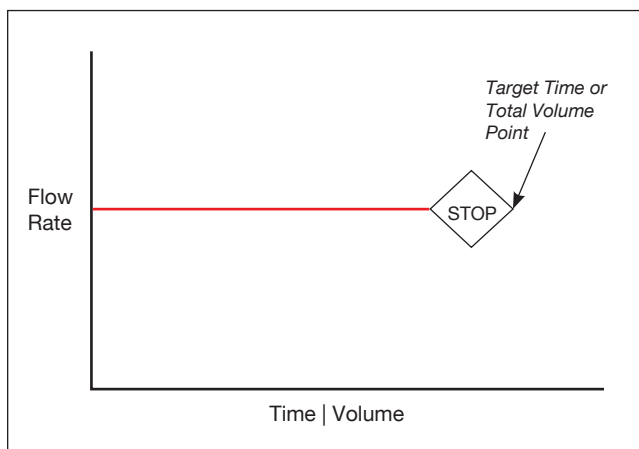 Target Time or
Total Volume
Point
Flow
Rate
STOP
Time | Volume